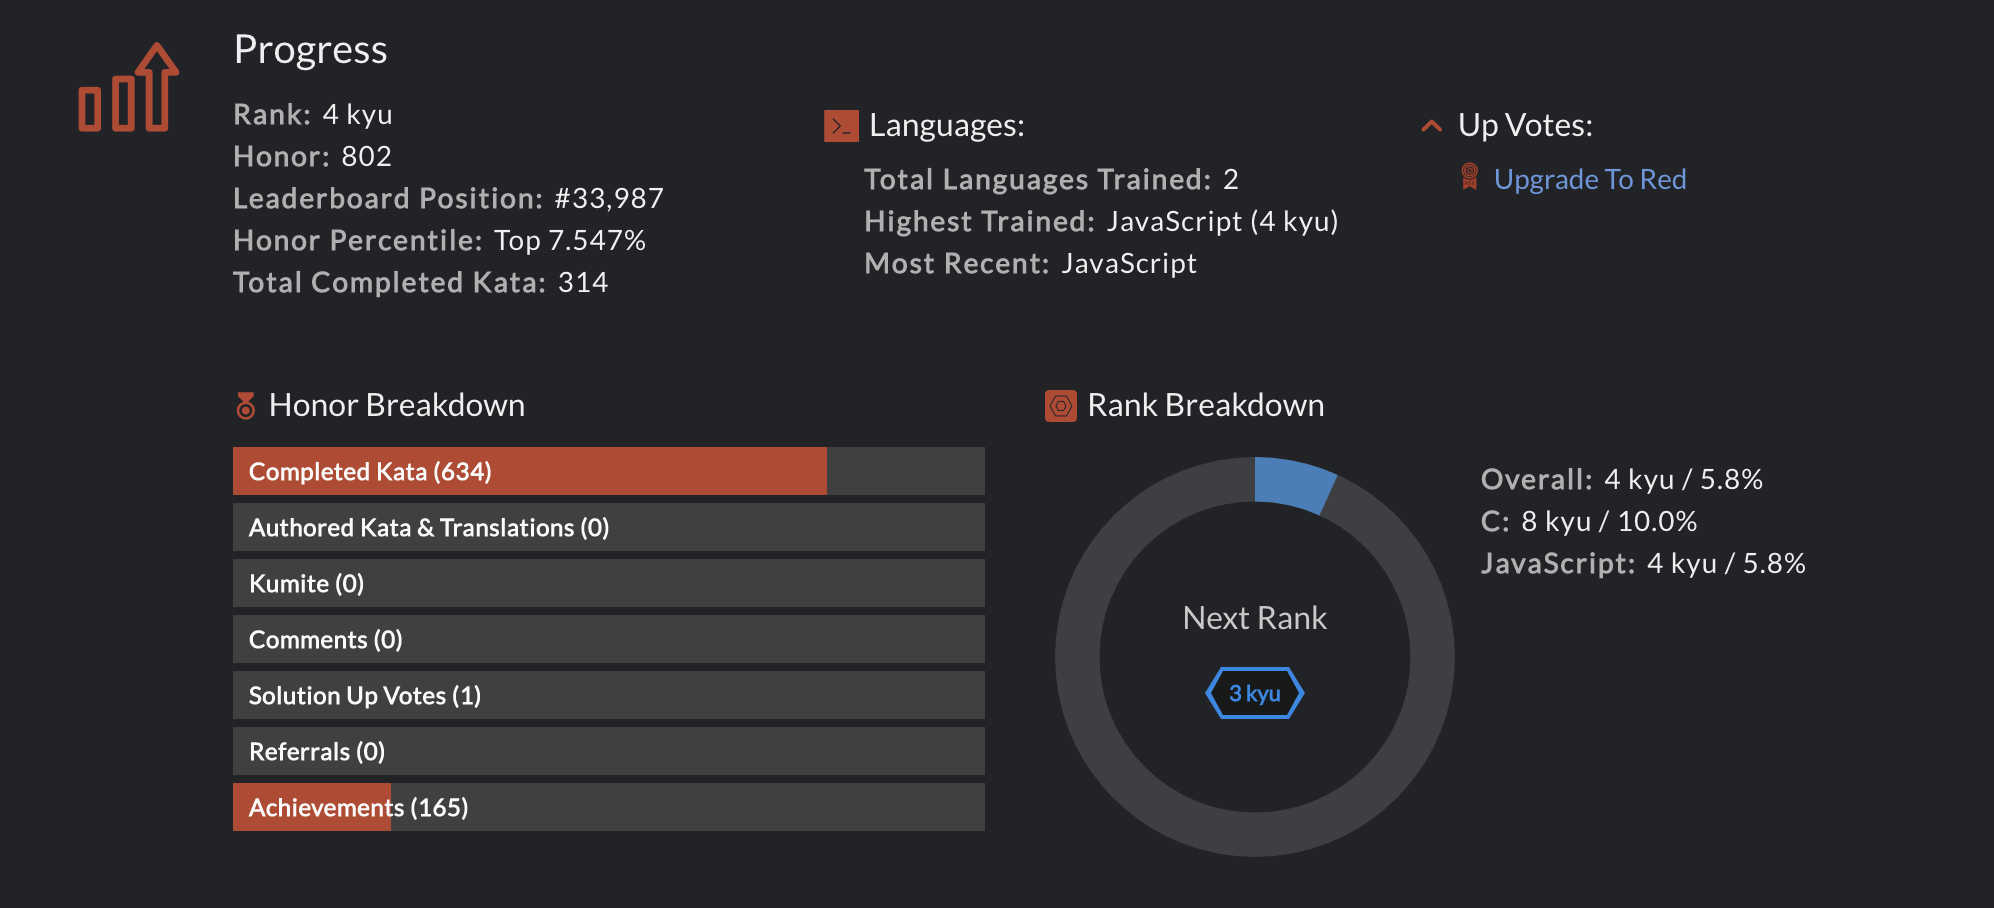 Progress
Rank: 4 kyu
Honor: 802
Leaderboard Position: #33,987
Honor Percentile: Top 7.547%
Total Completed Kata: 314
Languages:
Total Languages Trained: 2
Highest Trained: JavaScript (4 kyu)
Most Recent: JavaScript
Up Votes:
Upgrade To Red
Honor Breakdown
Completed Kata (634)
Authored Kata & Translations (0)
Kumite (0)
Comments (0)
Solution Up Votes (1)
Referrals (0)
Achievements (165)
Rank Breakdown
Next Rank
3 kyu
Overall: 4 kyu / 5.8%
C: 8 kyu / 10.0%
JavaScript: 4 kyu / 5.8%